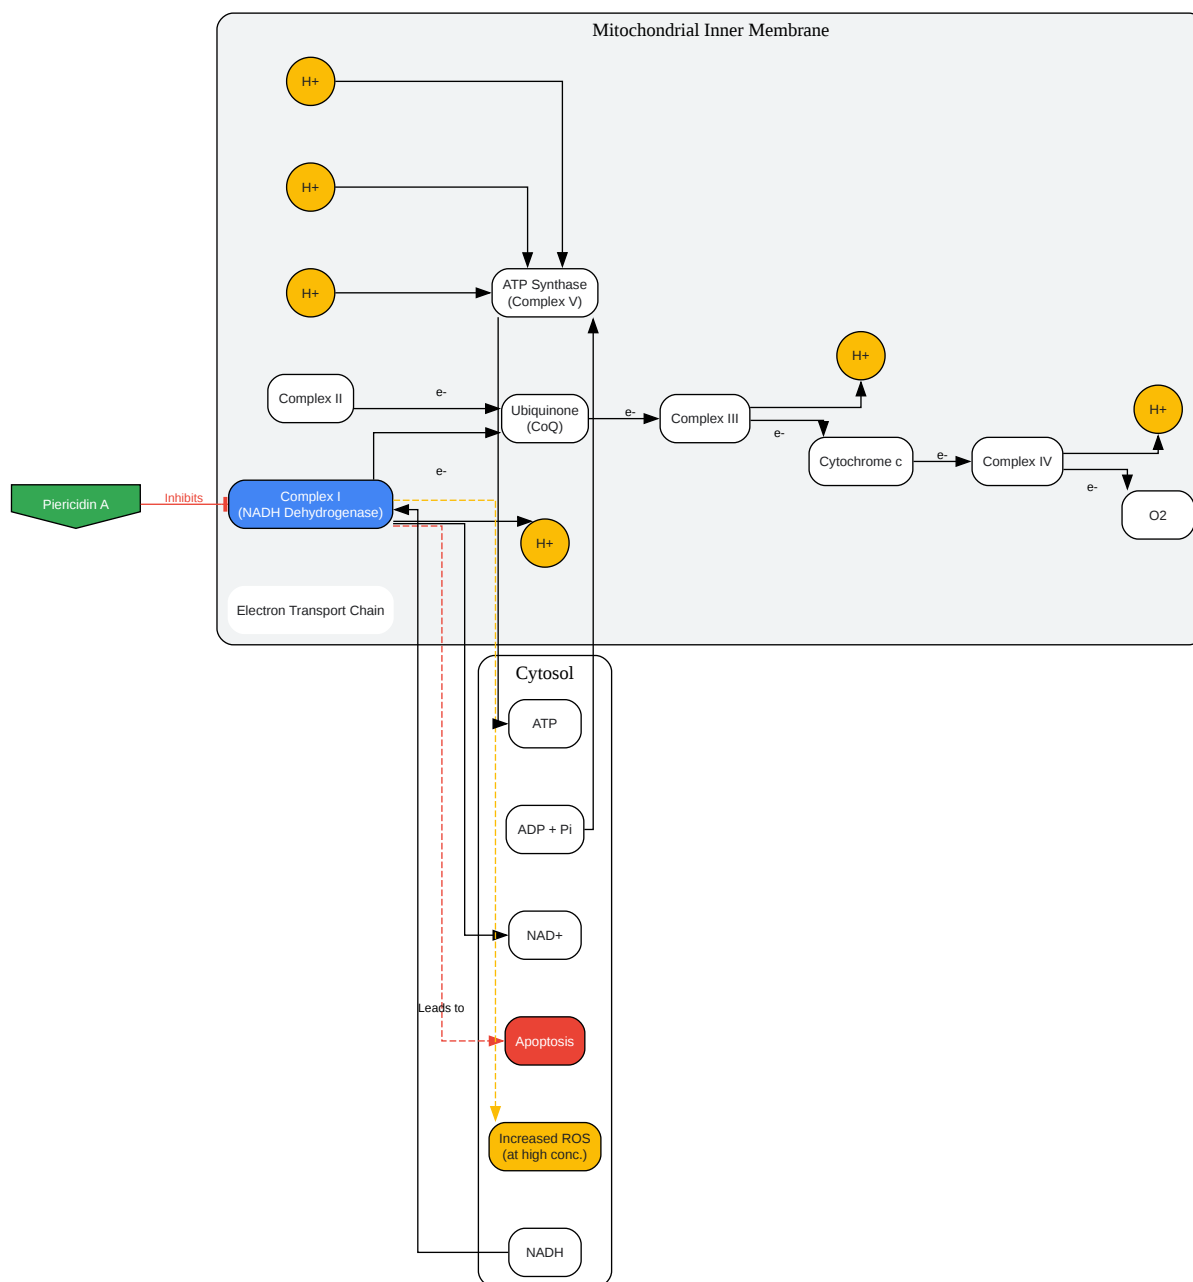 Mitochondrial Inner Membrane
H+
H+
H+
ATP Synthase
(Complex V)
H+
Complex II
e-
Ubiquinone
(CoQ)
e-
Complex III
e-
H+
Cytochrome c
e-
Complex IV
e-
O2
e-
Piericidin A
Inhibits
Complex I
(NADH Dehydrogenase)
H+
Electron Transport Chain
Cytosol
ATP
ADP + Pi
NAD+
Leads to
Apoptosis
Increased ROS
(at high conc.)
NADH